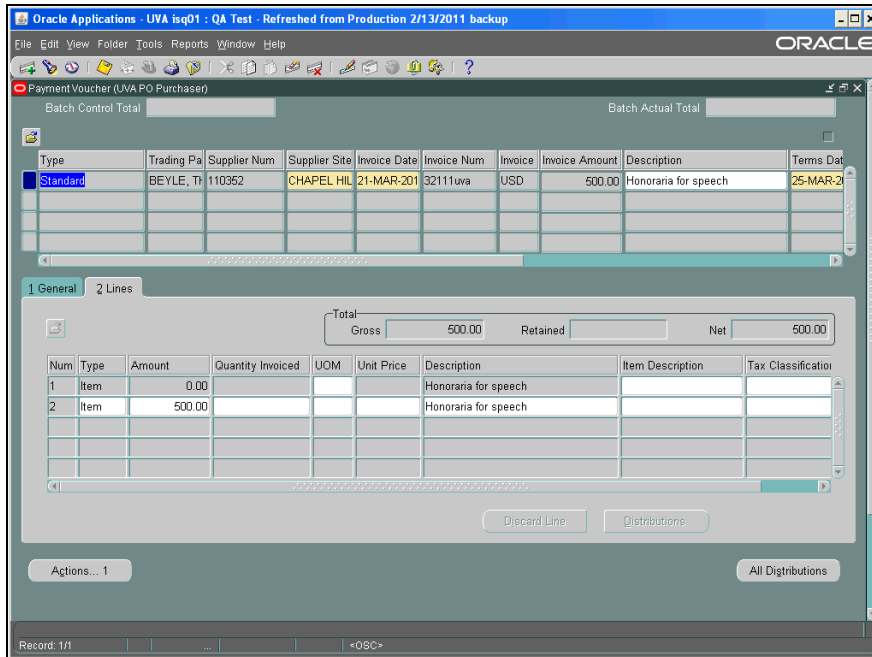 Oracle Applications - UVA isq01 : QA Test - Refreshed from Production 2/13/2011 backup
File Edit View Folder Tools Reports Window Help
ORACLE
Payment Voucher (UVA PO Purchaser)
Batch Control Total Batch Actual Total
Type Trading Pa Supplier Num Supplier Site Invoice Date Invoice Num Invoice Invoice Amount Description Terms Dat
Standard BEYLE, TH 110352 CHAPEL HIL 21-MAR-201 32111uva USD 500.00 Honoraria for speech 25-MAR-20
1 General 2 Lines
Total
Gross 500.00 Retained Net 500.00
Num Type Amount Quantity Invoiced UOM Unit Price Description Item Description Tax Classification
1 Item 0.00 Honoraria for speech
2 Item 500.00 Honoraria for speech
Discard Line Distributions
Actions... 1 All Distributions
Record: 1/1 ... <OSC>